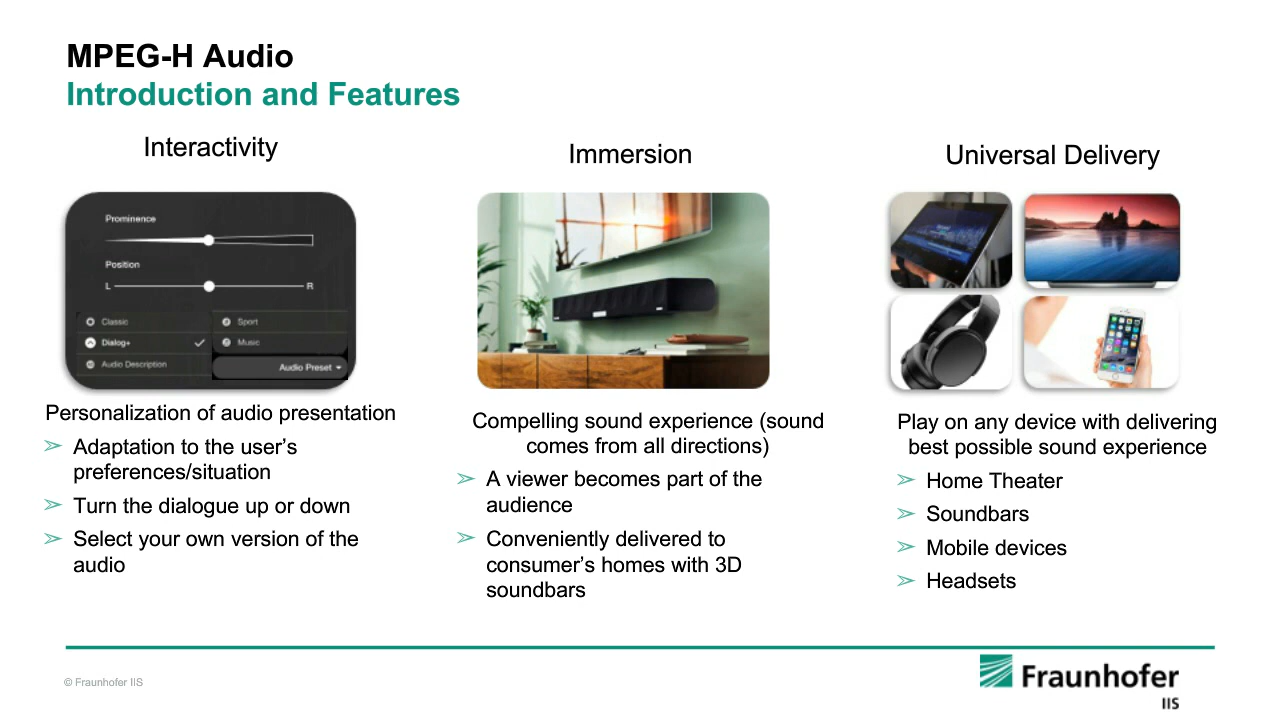 MPEG-H Audio
Introduction and Features
Interactivity
Prominence
Position
L
R
Classic
Sport
Dialog+
Music
Audio Description
Audio Preset
Personalization of audio presentation
➢ Adaptation to the user’s
preferences/situation
➢ Turn the dialogue up or down
➢ Select your own version of the
audio
Immersion
Compelling sound experience (sound
comes from all directions)
➢ A viewer becomes part of the
audience
➢ Conveniently delivered to
consumer’s homes with 3D
soundbars
Universal Delivery
Play on any device with delivering
best possible sound experience
➢ Home Theater
➢ Soundbars
➢ Mobile devices
➢ Headsets
© Fraunhofer IIS
Fraunhofer
IIS